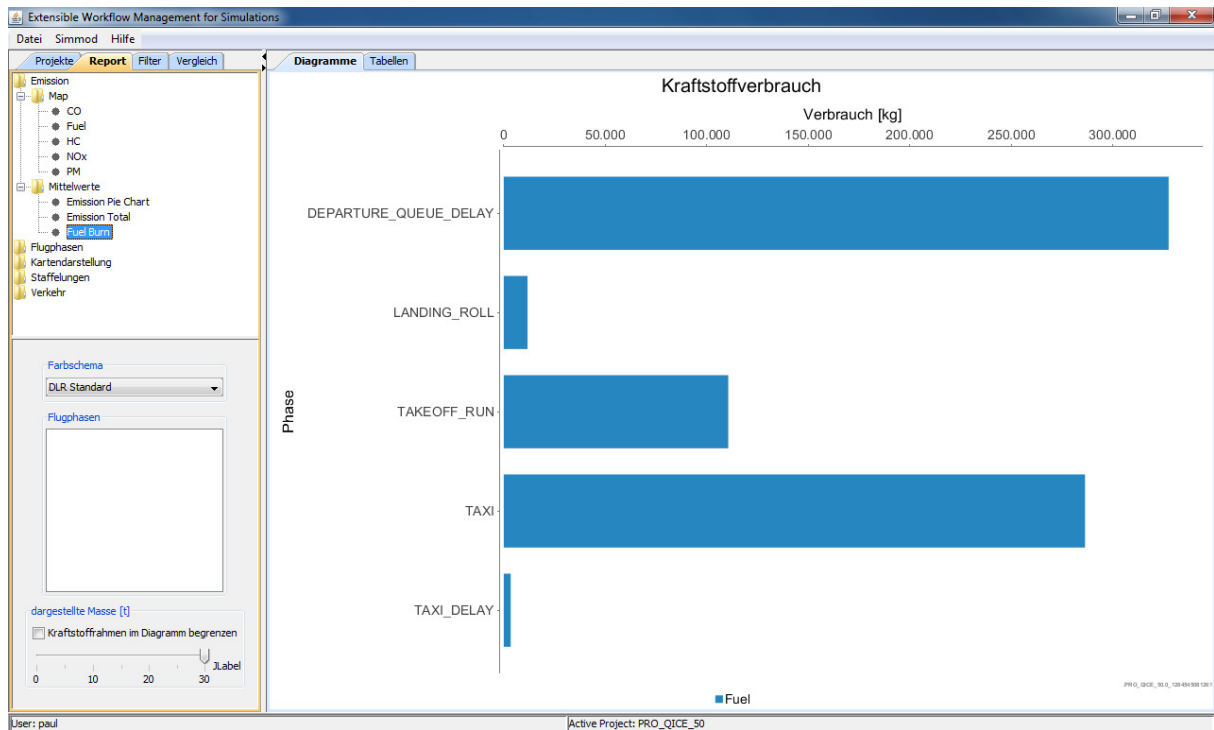 Extensible Workflow Management for Simulations
Datei Simmod Hilfe
Projekte Report Filter Vergleich
Emission
Map
CO
Fuel
HC
NOx
PM
Mittelwerte
Emission Pie Chart
Emission Total
Fuel Burn
Flugphasen
Kartendarstellung
Staffelungen
Verkehr
Farbschema
DLR Standard
Flugphasen
dargestellte Masse [t]
Kraftstoffrahmen im Diagramm begrenzen
JLabel
0 10 20 30
Diagramme Tabellen
Kraftstoffverbrauch
Verbrauch [kg]
0 50.000 100.000 150.000 200.000 250.000 300.000
Phase
DEPARTURE_QUEUE_DELAY
LANDING_ROLL
TAKEOFF_RUN
TAXI
TAXI_DELAY
Fuel
User: paul
Active Project: PRO_QICE_50